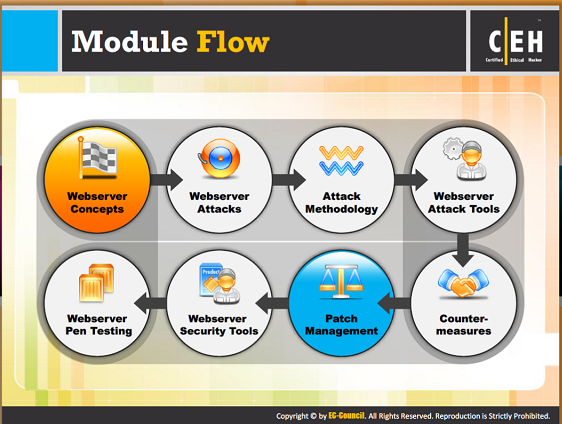 Module Flow
C|EH
Certified Ethical Hacker
Webserver
Concepts
Webserver
Attacks
Attack
Methodology
Webserver
Attack Tools
Webserver
Pen Testing
Product
Webserver
Security Tools
Patch
Management
Counter-
measures
Copyright © by EC-Council. All Rights Reserved. Reproduction is Strictly Prohibited.